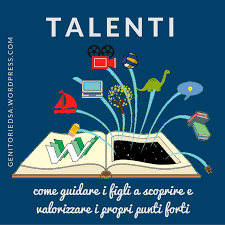 TALENTI
GENITORIEDSA.WORDPRESS.COM
W
come guidare i figli a scoprire e
valorizzare i propri punti forti